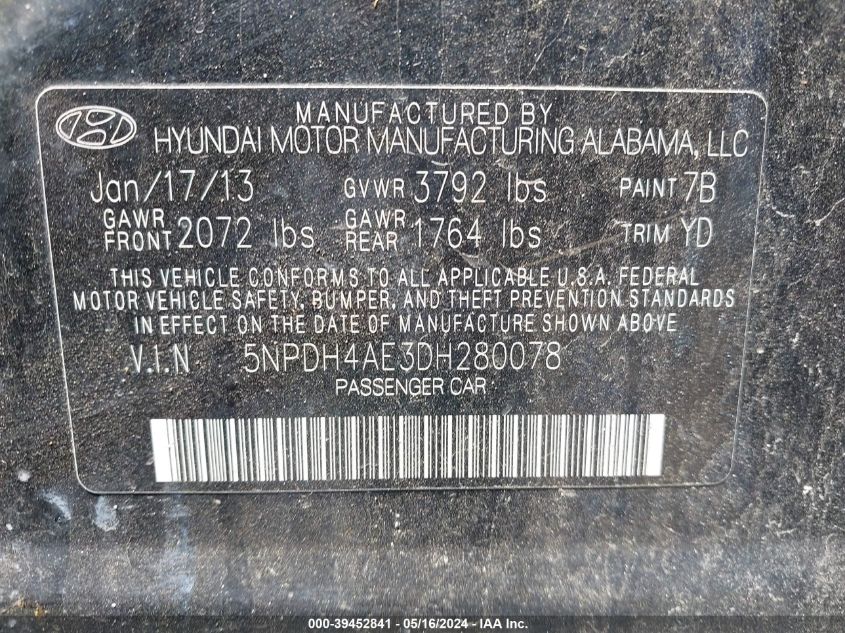 MANUFACTURED BY
HYUNDAI MOTOR MANUFACTURING ALABAMA, LLC
Jan/17/13 GVWR 3792 lbs PAINT 7B
GAWR FRONT 2072 lbs GAWR REAR 1764 lbs TRIM YD
THIS VEHICLE CONFORMS TO ALL APPLICABLE U.S.A. FEDERAL
MOTOR VEHICLE SAFETY, BUMPER, AND THEFT PREVENTION STANDARDS
IN EFFECT ON THE DATE OF MANUFACTURE SHOWN ABOVE
V.I.N 5NPDH4AE3DH280078
PASSENGER CAR
000-39452841 - 05/16/2024 - IAA Inc.